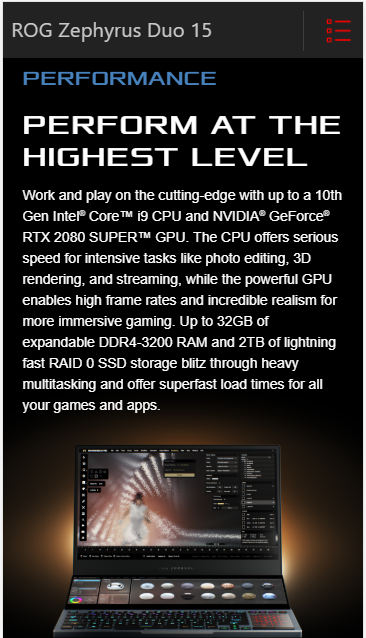 ROG Zephyrus Duo 15
PERFORMANCE
PERFORM AT THE
HIGHEST LEVEL
Work and play on the cutting-edge with up to a 10th
Gen Intel® Core™ i9 CPU and NVIDIA® GeForce®
RTX 2080 SUPER™ GPU. The CPU offers serious
speed for intensive tasks like photo editing, 3D
rendering, and streaming, while the powerful GPU
enables high frame rates and incredible realism for
more immersive gaming. Up to 32GB of
expandable DDR4-3200 RAM and 2TB of lightning
fast RAID 0 SSD storage blitz through heavy
multitasking and offer superfast load times for all
your games and apps.